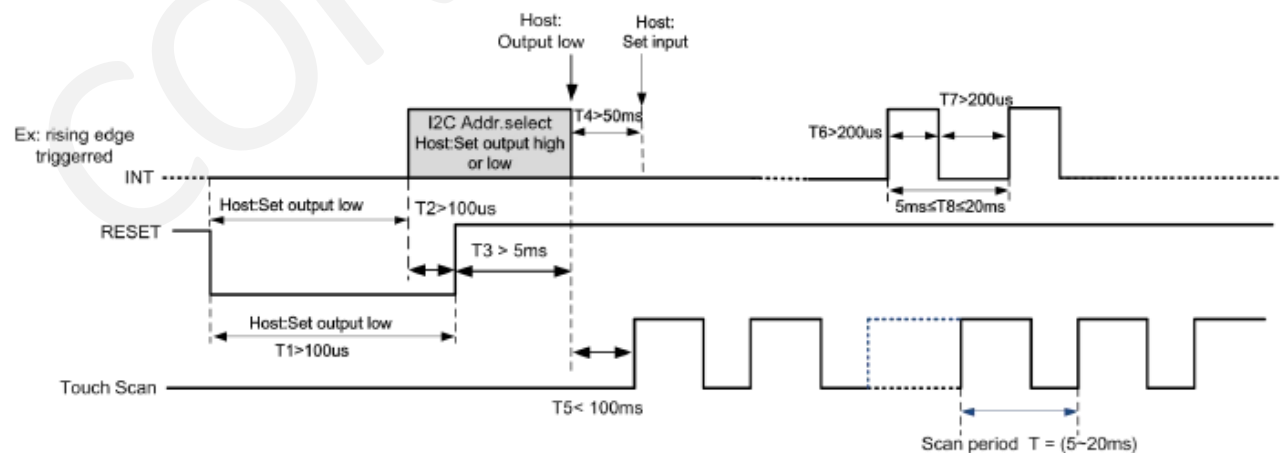 CON
Host:
Output low
Host:
Set input
T4>50ms
T7>200us
T6>200us
I2C Addr.select
Host:Set output high
or low
Ex: rising edge
triggerred
INT
5ms≤T8≤20ms
Host:Set output low
T2>100us
RESET
T3 > 5ms
Host:Set output low
T1>100us
Touch Scan
T5< 100ms
Scan period T = (5~20ms)